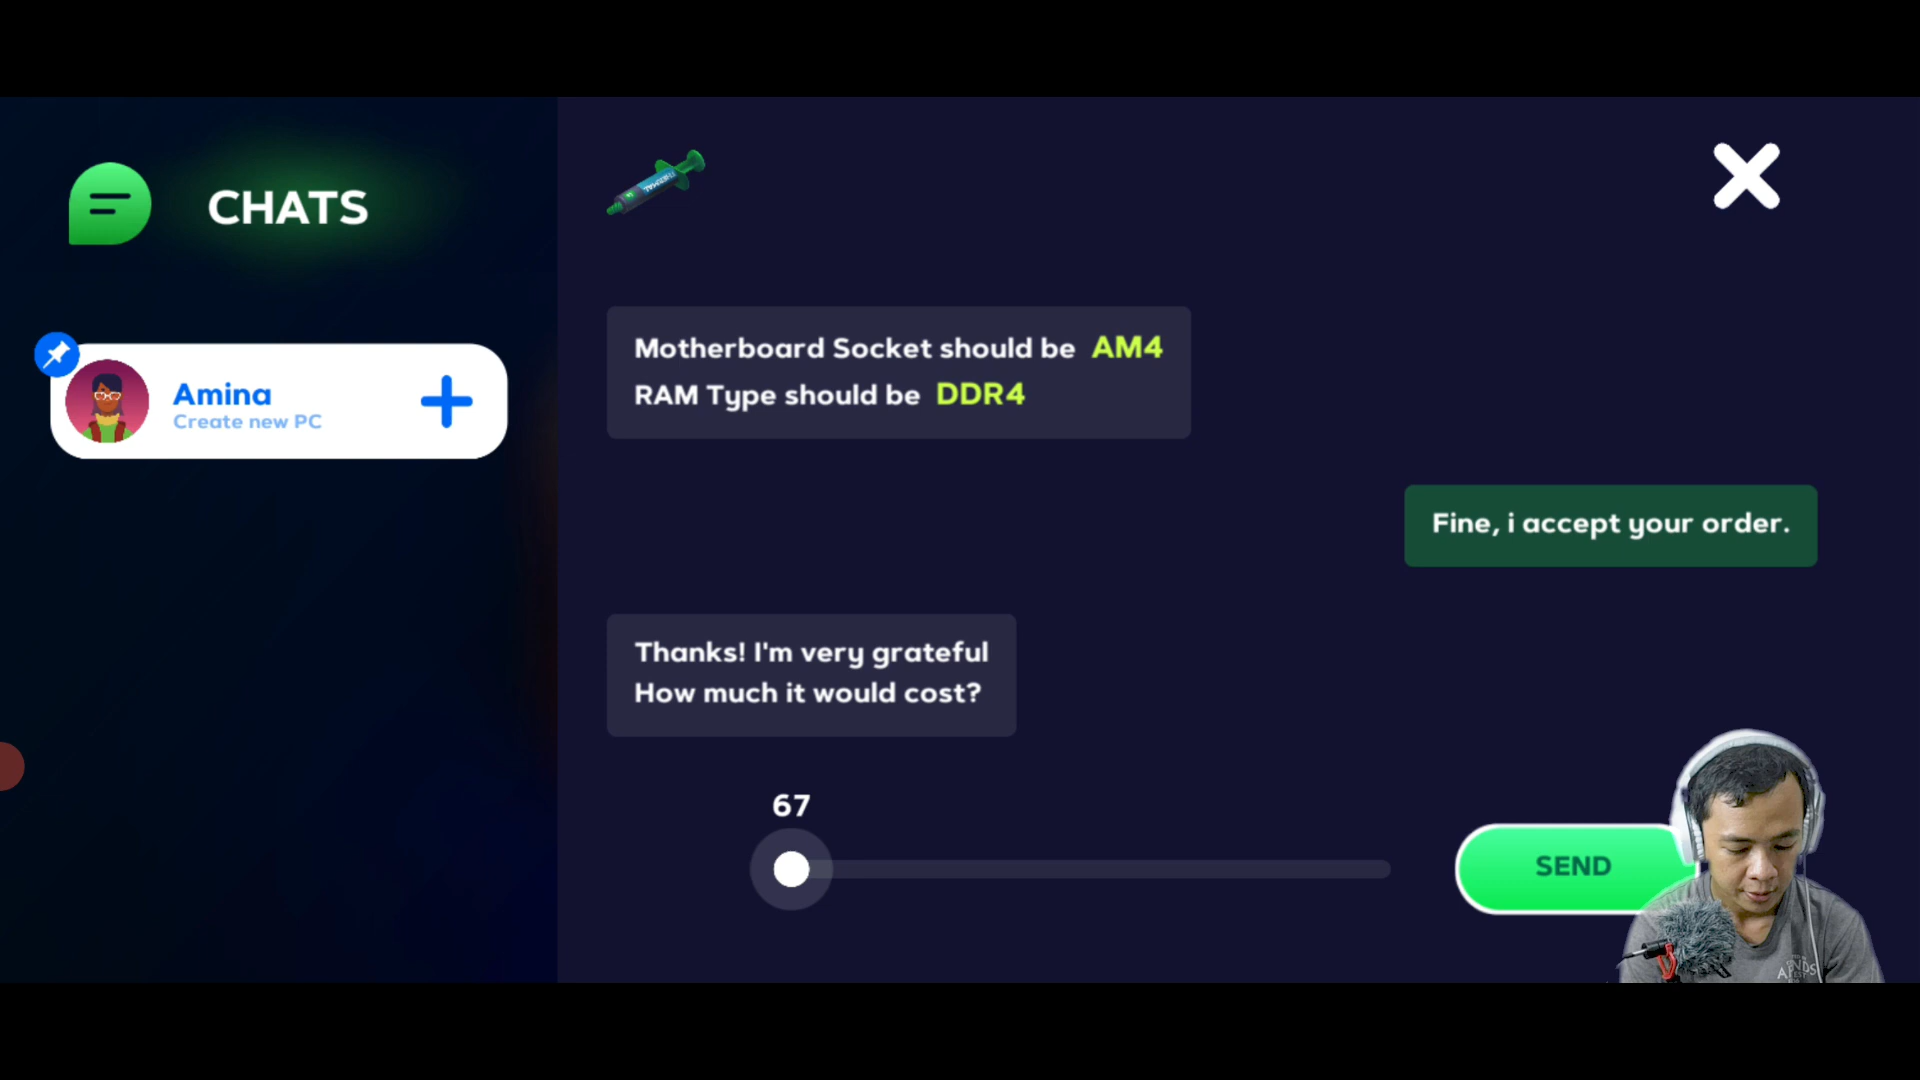 CHATS
THERMAL
Amina
Create new PC
Motherboard Socket should be AM4
RAM Type should be DDR4
Fine, i accept your order.
Thanks! I'm very grateful
How much it would cost?
67
SEND